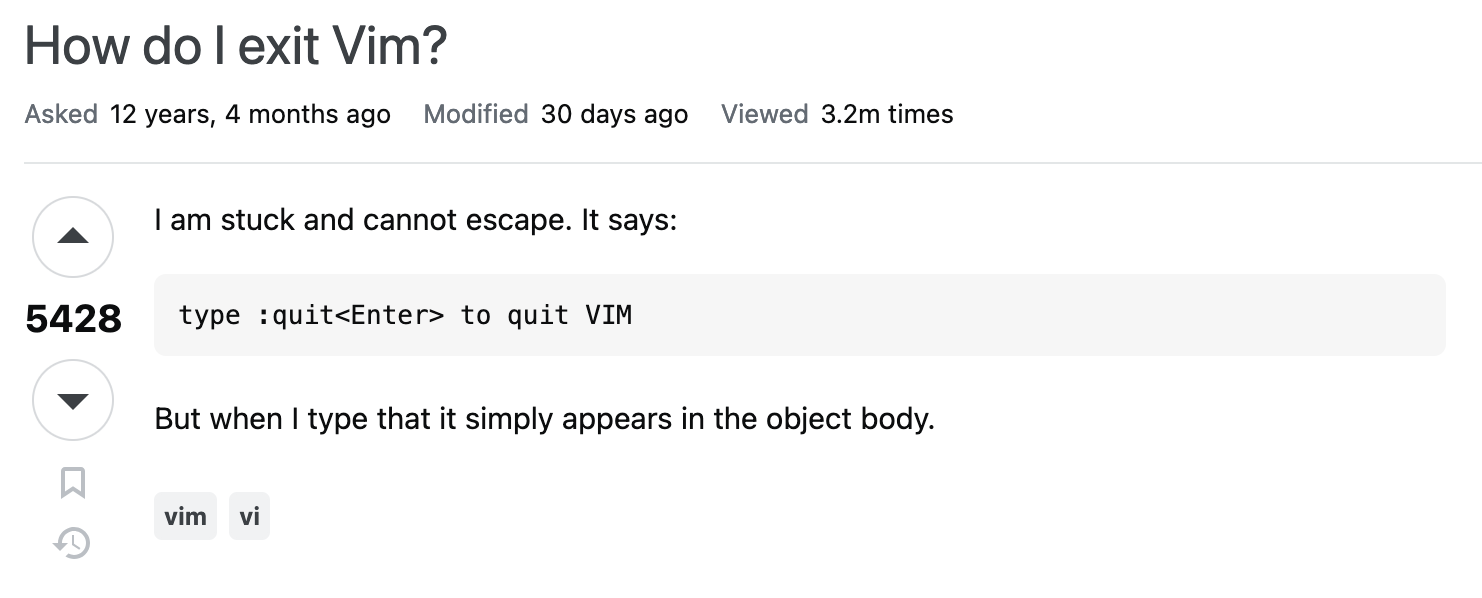 How do I exit Vim?
Asked 12 years, 4 months ago Modified 30 days ago Viewed 3.2m times
I am stuck and cannot escape. It says:
5428
type :quit<Enter> to quit VIM
But when I type that it simply appears in the object body.
vim vi